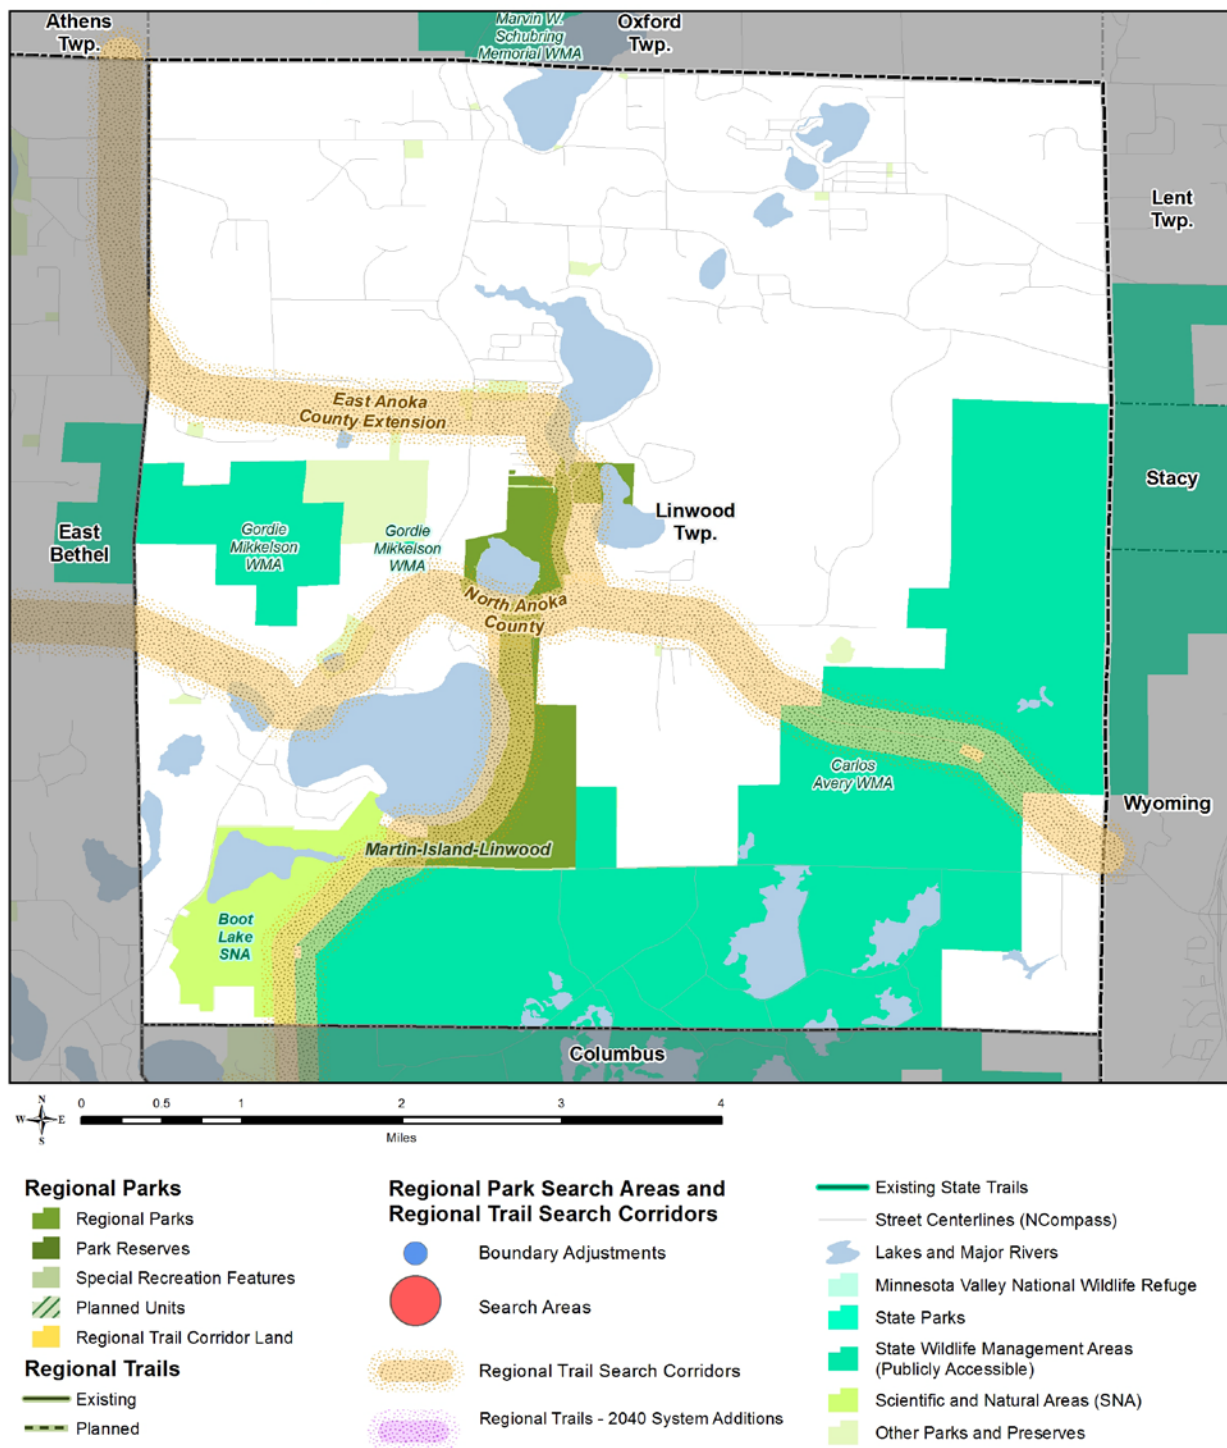 Athens
Twp.
Marvin W.
Schubring
Memorial WMA
Oxford
Twp.
Lent
Twp.
East Anoka
County Extension
Stacy
East
Bethel
Gordie
Mikkelson
WMA
Gordie
Mikkelson
WMA
Linwood
Twp.
North Anoka
County
Carlos
Avery WMA
Wyoming
Martin-Island-Linwood
Boot
Lake
SNA
Columbus
N
W E
S
0 0.5 1 2 3 4
Miles
Regional Parks
Regional Parks
Park Reserves
Special Recreation Features
Planned Units
Regional Trail Corridor Land
Regional Trails
Existing
Planned
Regional Park Search Areas and
Regional Trail Search Corridors
Boundary Adjustments
Search Areas
Regional Trail Search Corridors
Regional Trails - 2040 System Additions
Existing State Trails
Street Centerlines (NCompass)
Lakes and Major Rivers
Minnesota Valley National Wildlife Refuge
State Parks
State Wildlife Management Areas
(Publicly Accessible)
Scientific and Natural Areas (SNA)
Other Parks and Preserves